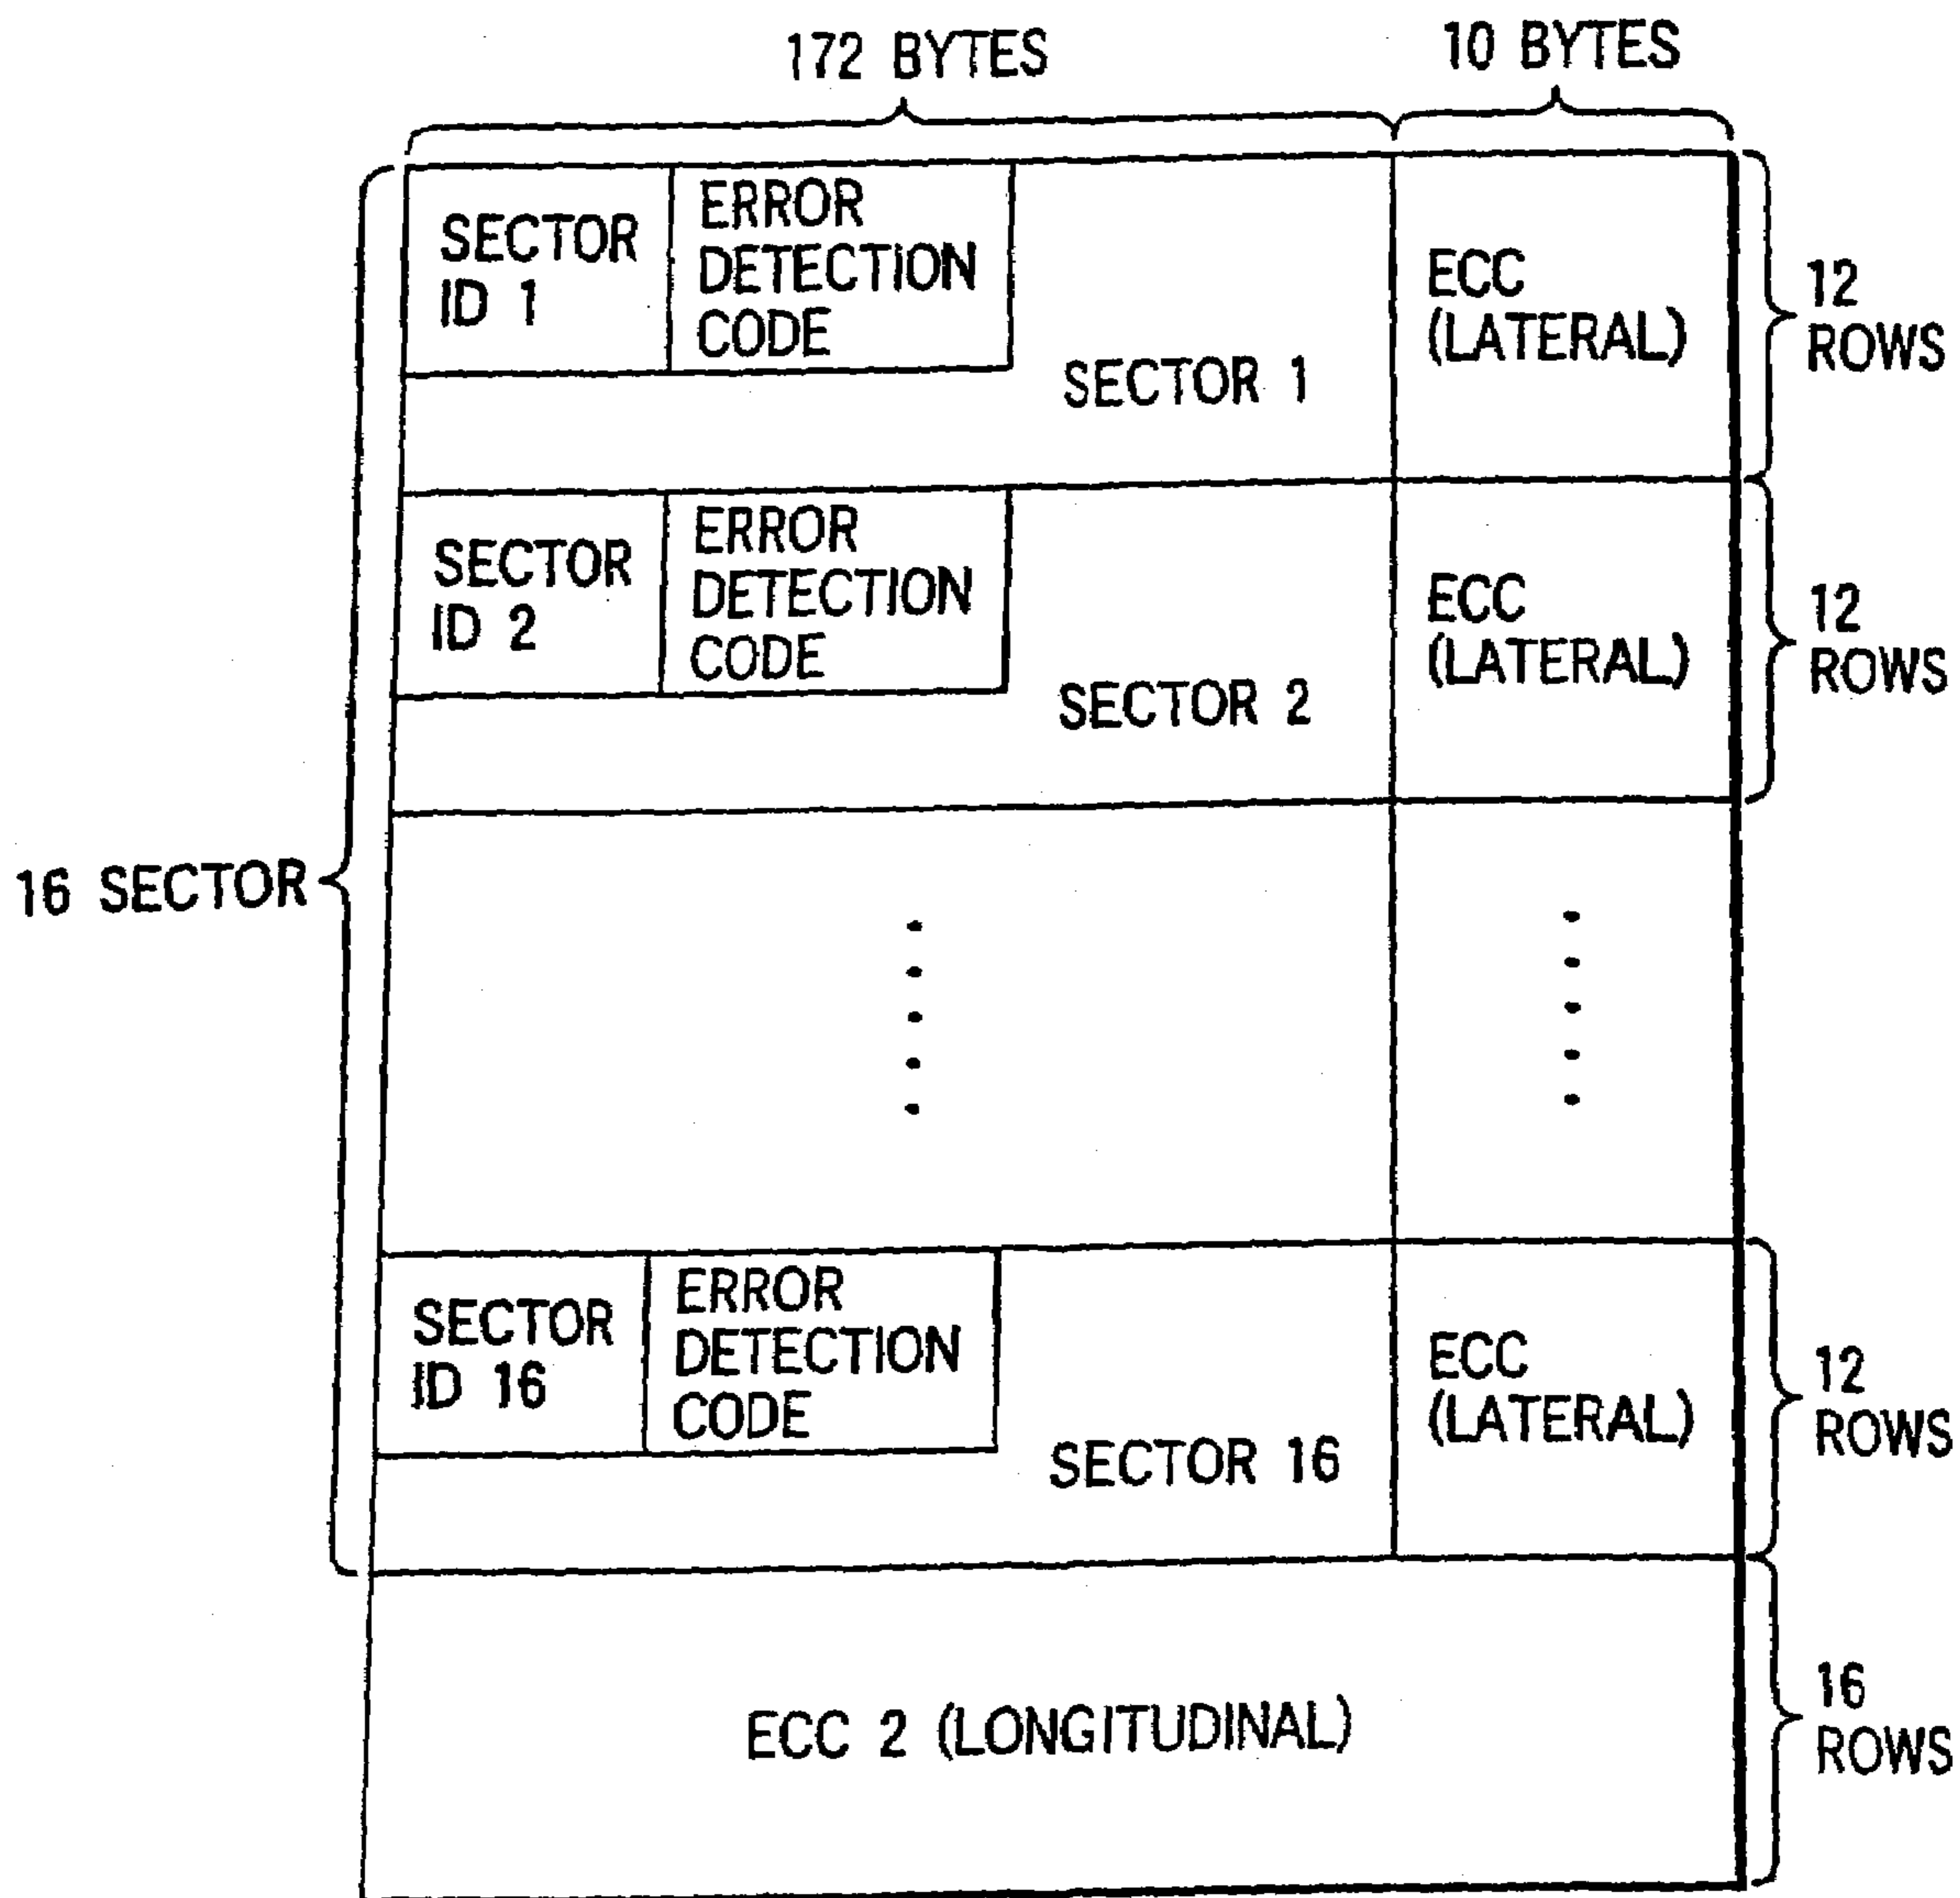 172 BYTES
10 BYTES
SECTOR
ID 1
ERROR
DETECTION
CODE
SECTOR 1
ECC
(LATERAL)
12
ROWS
SECTOR
ID 2
ERROR
DETECTION
CODE
SECTOR 2
ECC
(LATERAL)
12
ROWS
16 SECTOR
SECTOR
ID 16
ERROR
DETECTION
CODE
SECTOR 16
ECC
(LATERAL)
12
ROWS
ECC 2 (LONGITUDINAL)
16
ROWS